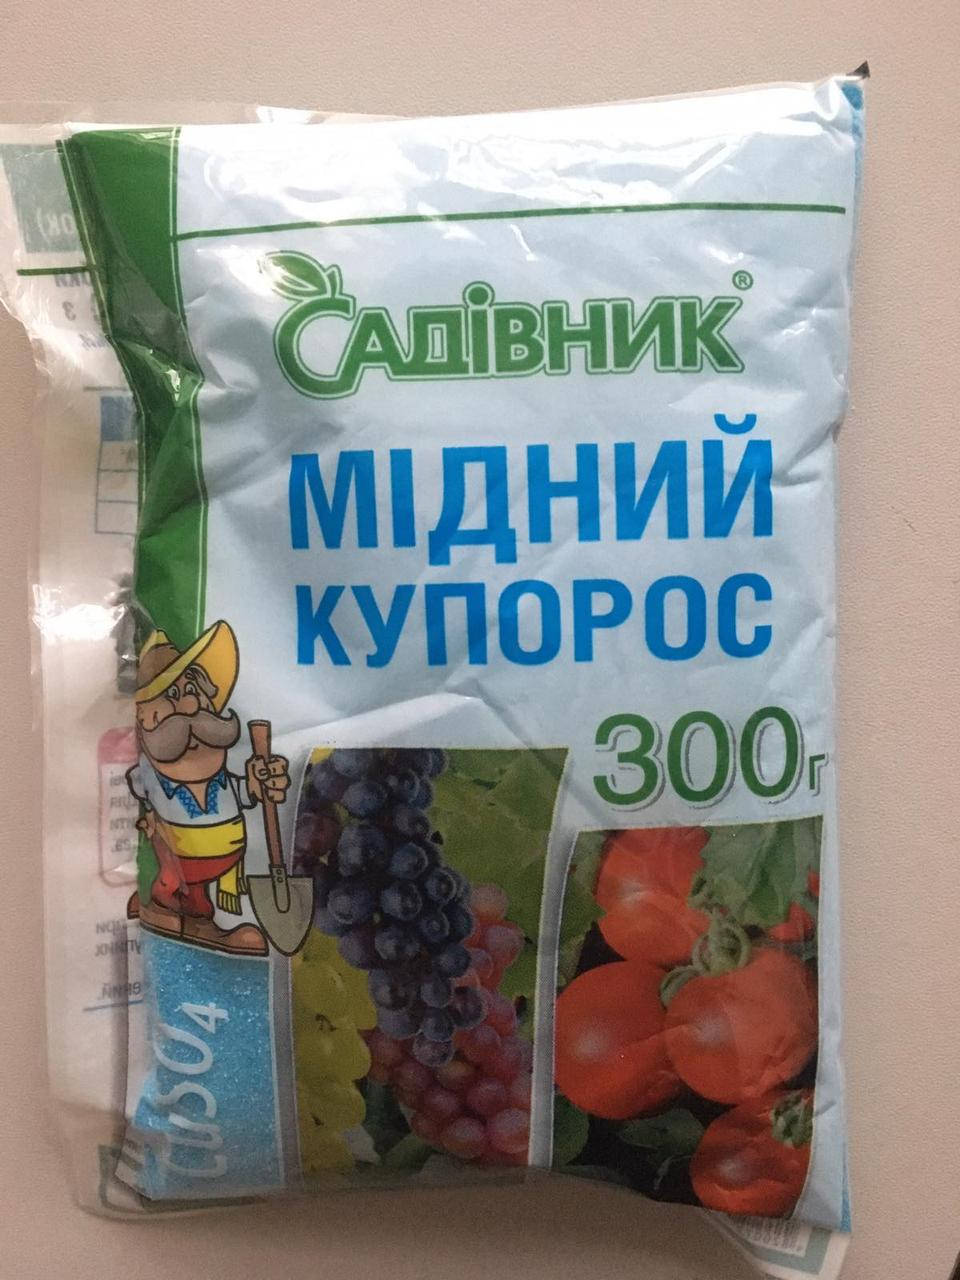 Садівник®
МІДНИЙ
КУПОРОС
300г
CuSO4